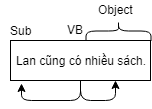 Object
Sub VB
Lan cũng có nhiều sách.